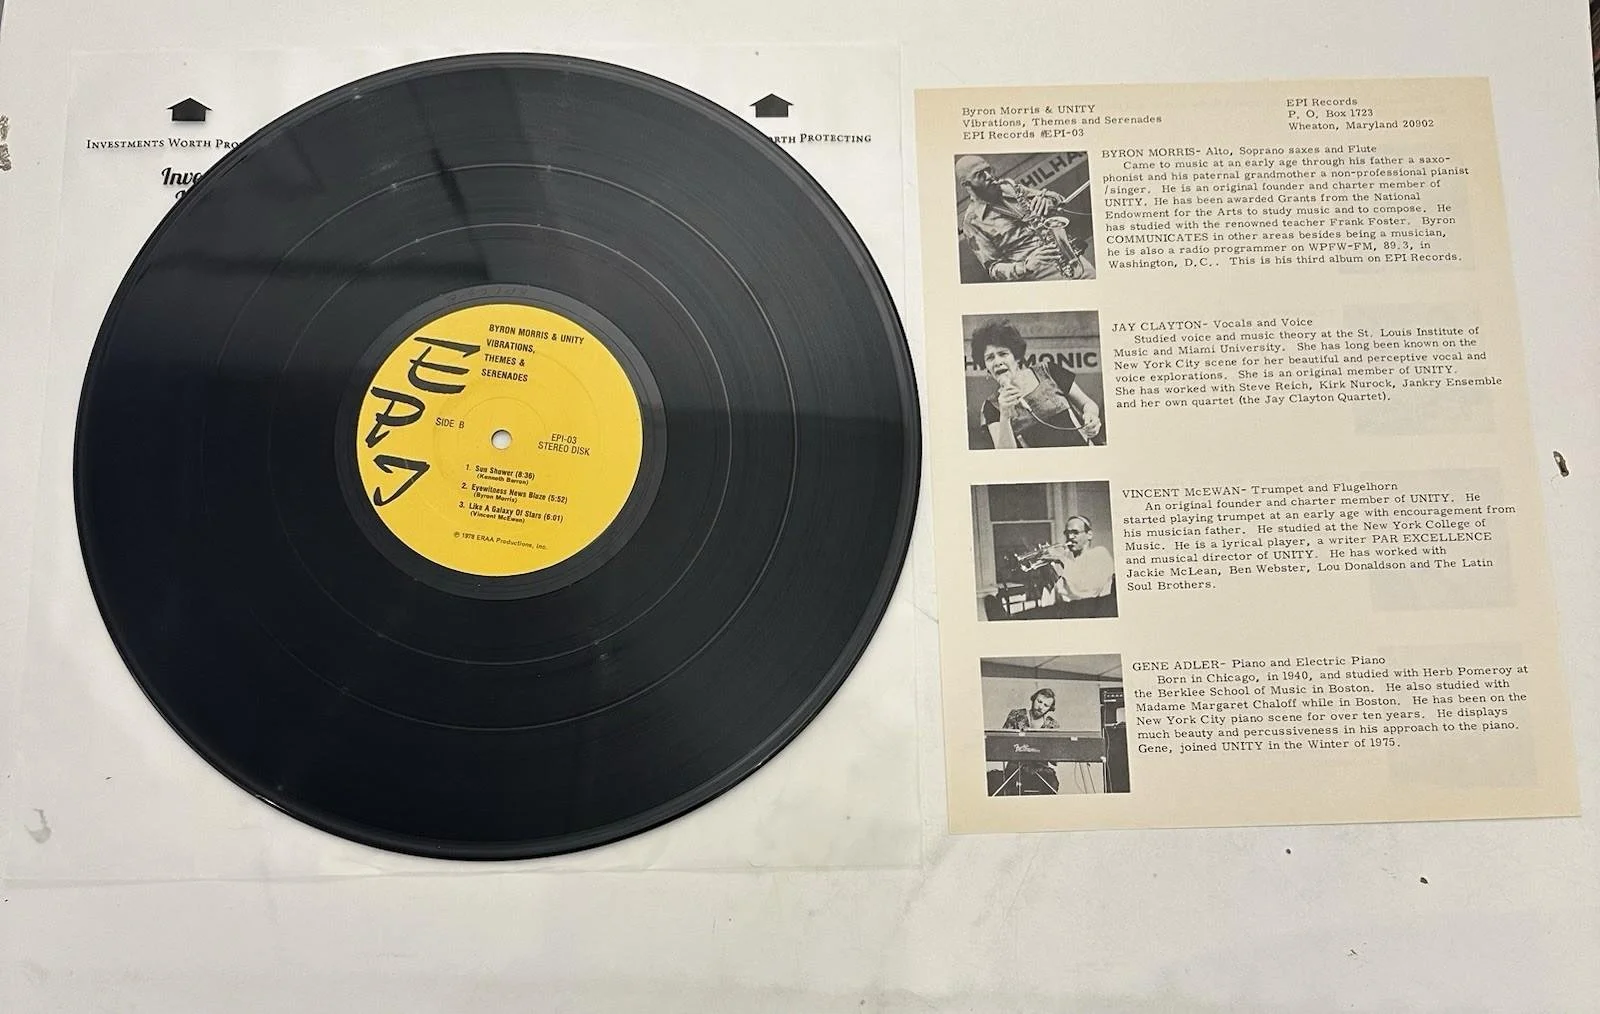 INVESTMENTS WORTH
RTH PROTECTING
BYRON MORRIS & UNITY
VIBRATIONS,
THEMES &
SERENADES
EPI
SIDE B
EPI-03
STEREO DISK
1. Sun Shower (8:36)
(Kenneth Barron)
2. Eyewitness News Blaze (5:52)
(Byron Morris)
3. Like A Galaxy Of Stars (6:01)
(Vincent McEwan)
℗ 1978 ERAA Productions, Inc.
Byron Morris & UNITY
Vibrations, Themes and Serenades
EPI Records #EPI-03
EPI Records
P. O. Box 1723
Wheaton, Maryland 20902
BYRON MORRIS- Alto, Soprano saxes and Flute
Came to music at an early age through his father a saxo-
phonist and his paternal grandmother a non-professional pianist
/singer. He is an original founder and charter member of
UNITY. He has been awarded Grants from the National
Endowment for the Arts to study music and to compose. He
has studied with the renowned teacher Frank Foster. Byron
COMMUNICATES in other areas besides being a musician,
he is also a radio programmer on WPFW-FM, 89.3, in
Washington, D.C.. This is his third album on EPI Records.
JAY CLAYTON- Vocals and Voice
Studied voice and music theory at the St. Louis Institute of
Music and Miami University. She has long been known on the
New York City scene for her beautiful and perceptive vocal and
voice explorations. She is an original member of UNITY.
She has worked with Steve Reich, Kirk Nurock, Jankry Ensemble
and her own quartet (the Jay Clayton Quartet).
VINCENT McEWAN- Trumpet and Flugelhorn
An original founder and charter member of UNITY. He
started playing trumpet at an early age with encouragement from
his musician father. He studied at the New York College of
Music. He is a lyrical player, a writer PAR EXCELLENCE
and musical director of UNITY. He has worked with
Jackie McLean, Ben Webster, Lou Donaldson and The Latin
Soul Brothers.
GENE ADLER- Piano and Electric Piano
Born in Chicago, in 1940, and studied with Herb Pomeroy at
the Berklee School of Music in Boston. He also studied with
Madame Margaret Chaloff while in Boston. He has been on the
New York City piano scene for over ten years. He displays
much beauty and percussiveness in his approach to the piano.
Gene, joined UNITY in the Winter of 1975.